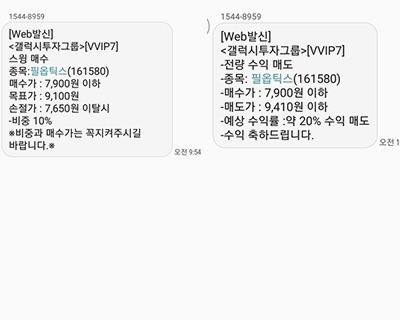 1544-8959
[Web발신]
<갤럭시투자그룹>[VVIP7]
스윙 매수
종목:필옵틱스(161580)
매수가 : 7,900원 이하
목표가 : 9,100원
손절가 : 7,650원 이탈시
-비중 10%
※비중과 매수가는 꼭지켜주시길
바랍니다.※
오전 9:54
1544-8959
[Web발신]
<갤럭시투자그룹>[VVIP7]
-전량 수익 매도
-종목: 필옵틱스(161580)
-매수가 : 7,900원 이하
-매도가 : 9,410원 이하
-예상 수익률 :약 20% 수익 매도
-수익 축하드립니다.
오전 1